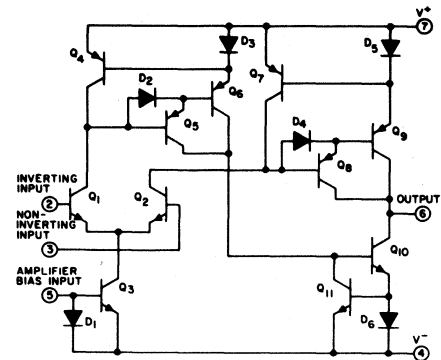 V+
7
Q4
D3
D5
D2
Q6
Q7
Q5
D4
Q9
Q8
INVERTING
INPUT
2
Q1
Q2
OUTPUT
6
NON-
INVERTING
INPUT
3
Q10
AMPLIFIER
BIAS INPUT
5
Q3
Q11
D1
D6
V-
4